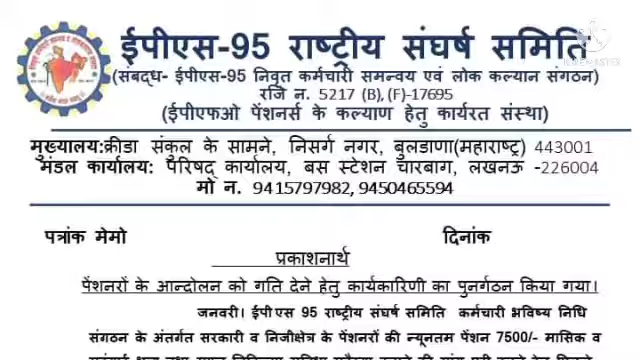 ईपीएस-95 राष्ट्रीय संघर्ष समिति
(संबद्ध- ईपीएस-95 निवृत कर्मचारी समन्वय एवं लोक कल्यान संगठन)
रजि न. 5217 (B), (F)-17695
(ईपीएफओ पेंशनर्स के कल्याण हेतु कार्यरत संस्था)
मुख्यालय:क्रीडा संकुल के सामने, निसर्ग नगर, बुलडाणा(महाराष्ट्र) 443001
मंडल कार्यालय: परिषद् कार्यालय, बस स्टेशन चारबाग, लखनऊ -226004
मो न. 9415797982, 9450465594
पत्रांक मेमो दिनांक
प्रकाशनार्थ
पेंशनरों के आन्दोलन को गति देने हेतु कार्यकारिणी का पुनर्गठन किया गया।
जनवरी। ईपीएस 95 राष्ट्रीय संघर्ष समिति कर्मचारी भविष्य निधि
संगठन के अंतर्गत सरकारी व निजीक्षेत्र के पेंशनरों की न्यूनतम पेंशन 7500/- मासिक व